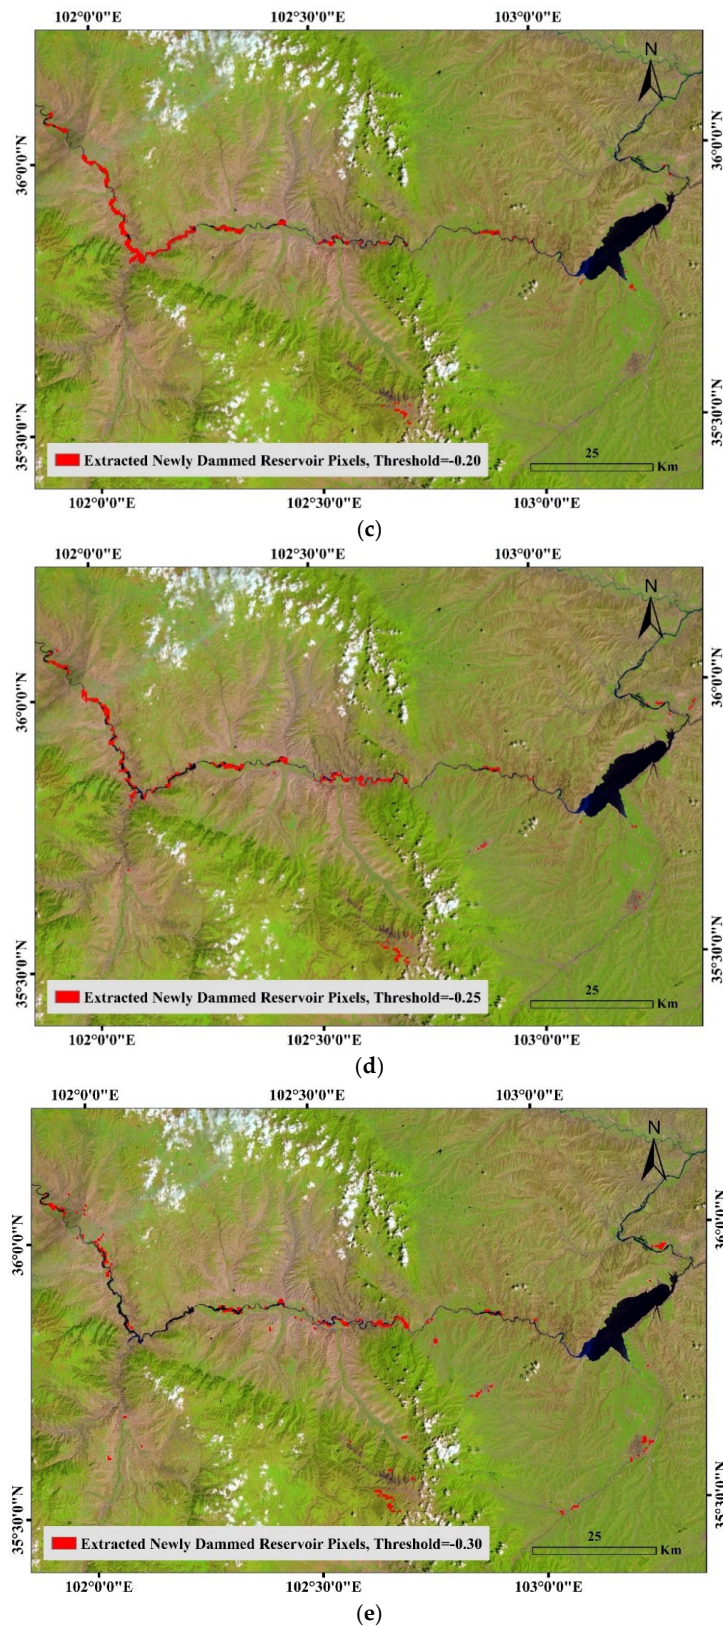 102°0'0"E 102°30'0"E 103°0'0"E
N
36°0'0"N 36°0'0"N
35°30'0"N 35°30'0"N
Extracted Newly Dammed Reservoir Pixels, Threshold=-0.20
25
Km
102°0'0"E 102°30'0"E 103°0'0"E
(c)
102°0'0"E 102°30'0"E 103°0'0"E
N
36°0'0"N 36°0'0"N
35°30'0"N 35°30'0"N
Extracted Newly Dammed Reservoir Pixels, Threshold=-0.25
25
Km
102°0'0"E 102°30'0"E 103°0'0"E
(d)
102°0'0"E 102°30'0"E 103°0'0"E
N
36°0'0"N 36°0'0"N
35°30'0"N 35°30'0"N
Extracted Newly Dammed Reservoir Pixels, Threshold=-0.30
25
Km
102°0'0"E 102°30'0"E 103°0'0"E
(e)